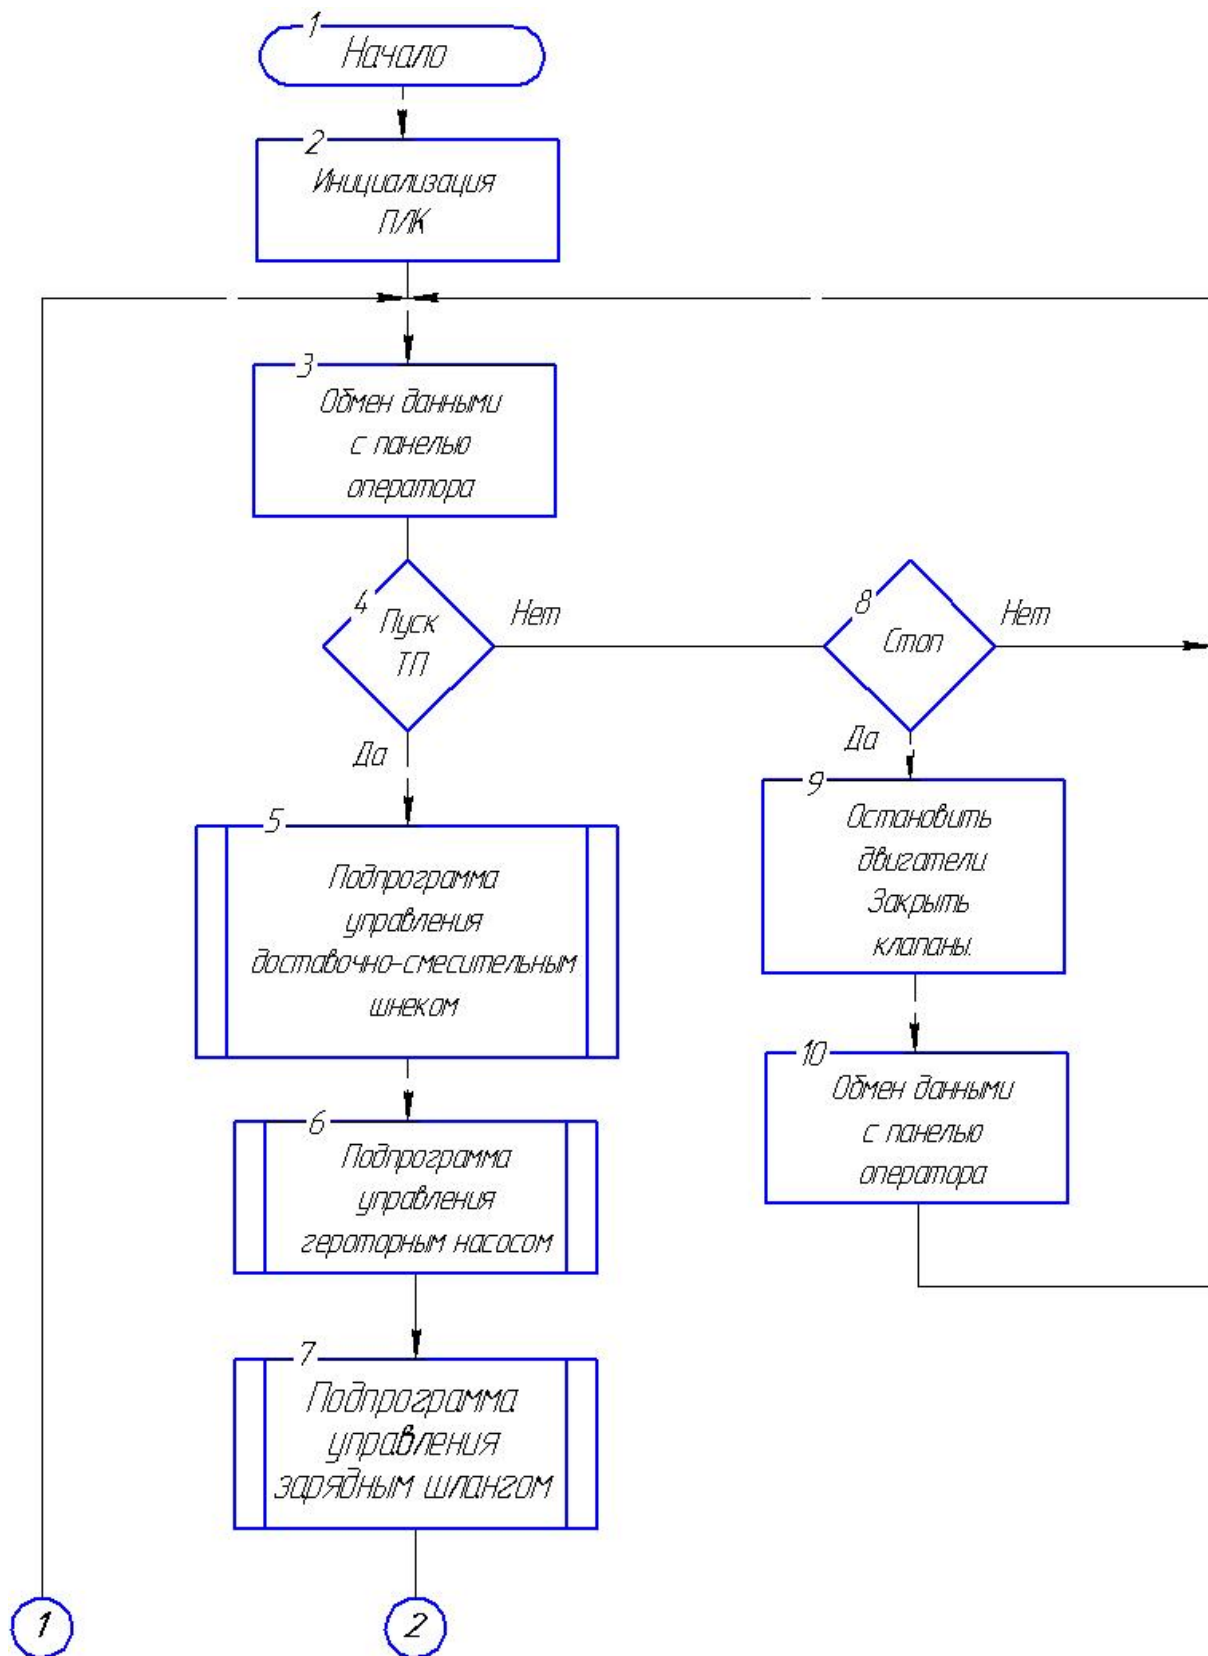 1
Начало
2
Инициализация
ПЛК
3
Обмен данными
с панелью
оператора
4
Пуск
ТП
Нет
8
Стоп
Нет
Да
Да
5
Подпрограмма
управления
доставочно-смесительным
шнеком
9
Остановить
двигатели
Закрыть
клапаны.
6
Подпрограмма
управления
героторным насосом
10
Обмен данными
с панелью
оператора
7
Подпрограмма
управления
зарядным шлангом
1
2